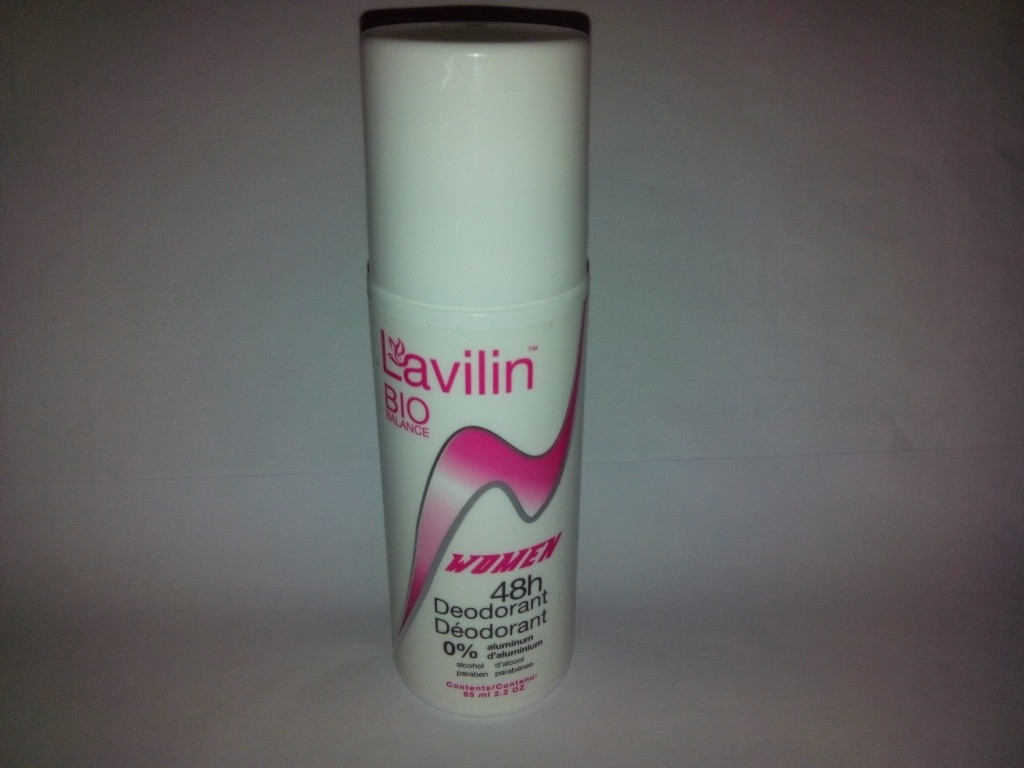 Lavilin™
BIO
BALANCE
WOMEN
48h
Deodorant
Déodorant
0% aluminum
d'aluminium
alcohol d'alcool
paraben parabènes
Contents/Contenu:
65 ml 2.2 OZ